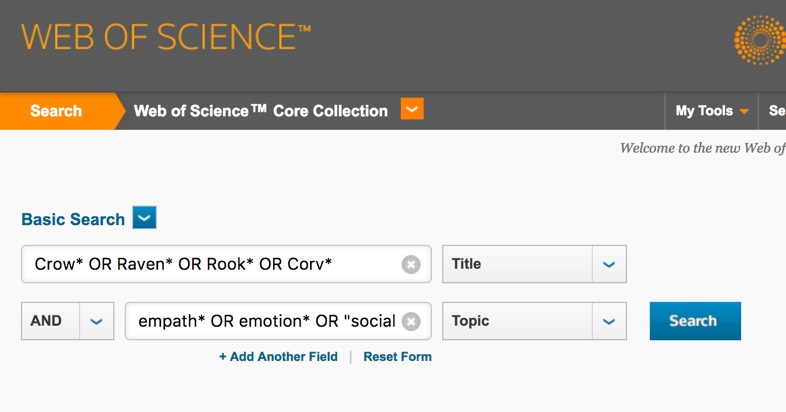 WEB OF SCIENCE™
Search Web of Science™ Core Collection My Tools Se
Welcome to the new Web of
Basic Search
Crow* OR Raven* OR Rook* OR Corv* Title
AND empath* OR emotion* OR "social Topic Search
+ Add Another Field | Reset Form